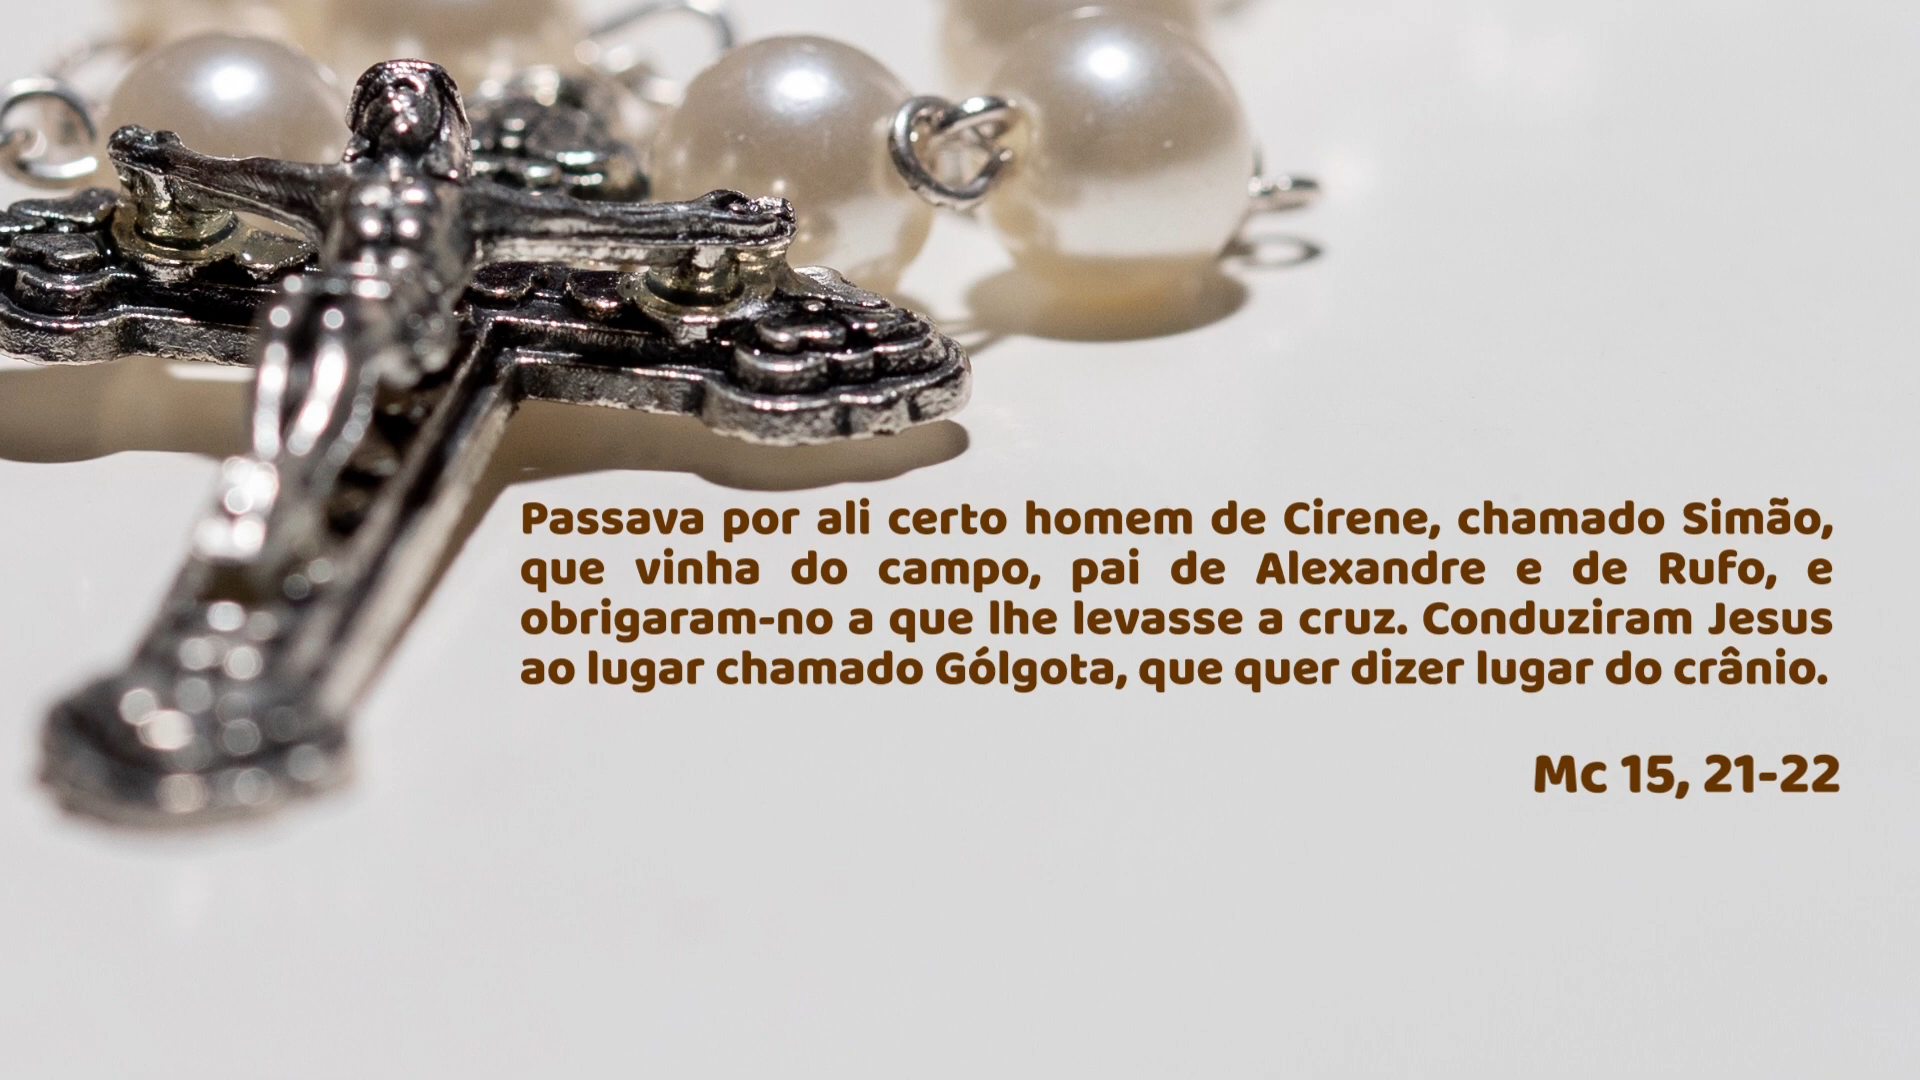 Passava por ali certo homem de Cirene, chamado Simão,
que vinha do campo, pai de Alexandre e de Rufo, e
obrigaram-no a que lhe levasse a cruz. Conduziram Jesus
ao lugar chamado Gólgota, que quer dizer lugar do crânio.
Mc 15, 21-22